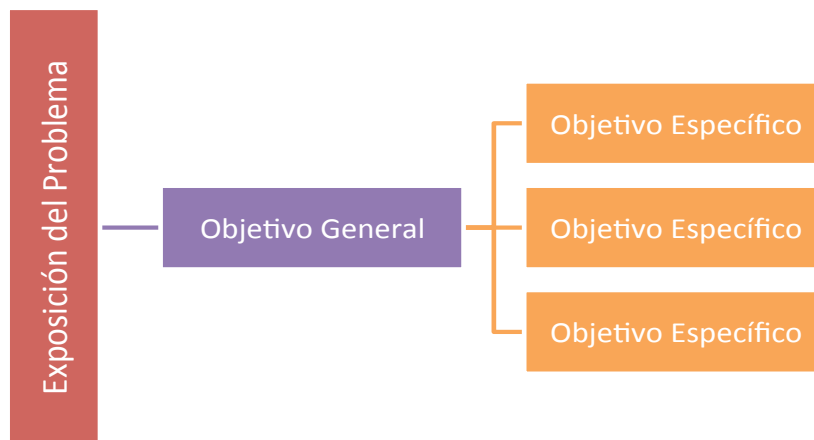 Exposición del Problema
Objetivo General
Objetivo Específico
Objetivo Específico
Objetivo Específico